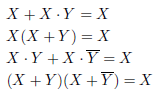 X + X · Y = X
X(X + Y) = X
X · Y + X · Y̅ = X
(X + Y)(X + Y̅) = X